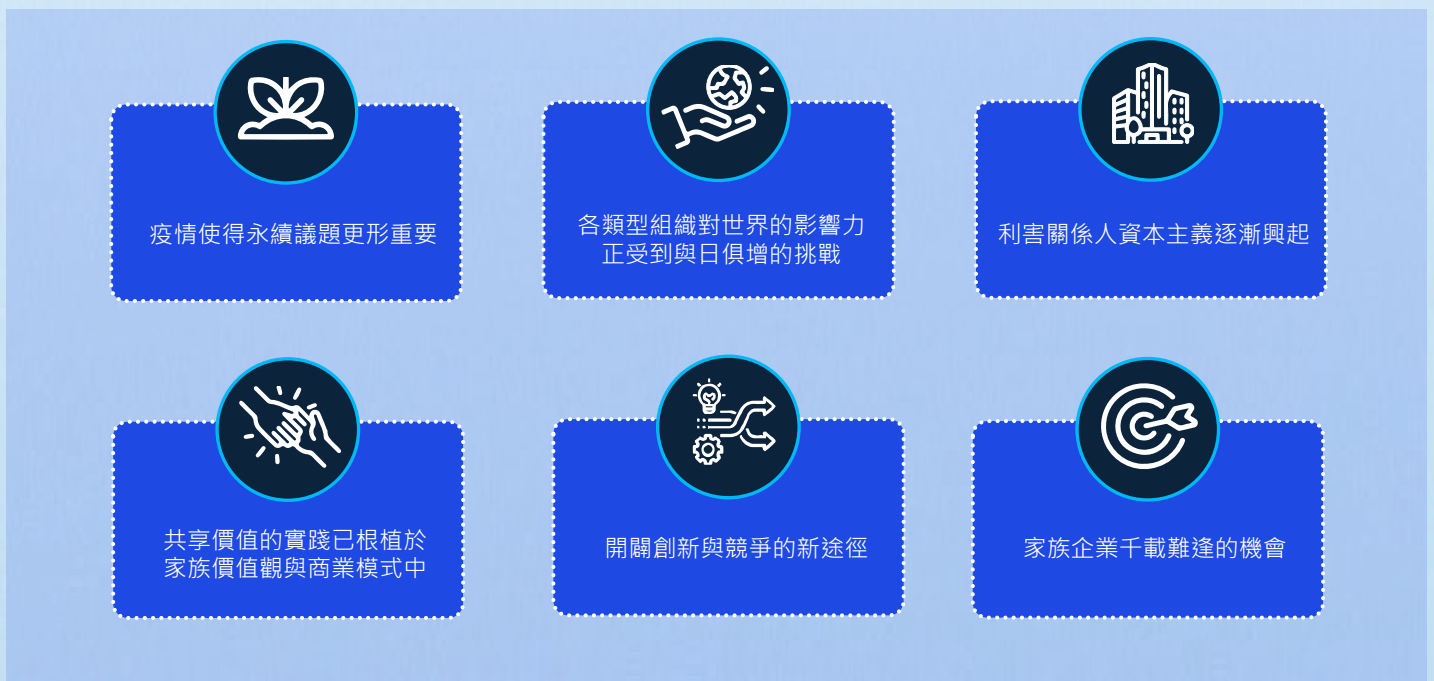 疫情使得永續議題更形重要
各類型組織對世界的影響力
正受到與日俱增的挑戰
利害關係人資本主義逐漸興起
共享價值的實踐已根植於
家族價值觀與商業模式中
開闢創新與競爭的新途徑
家族企業千載難逢的機會